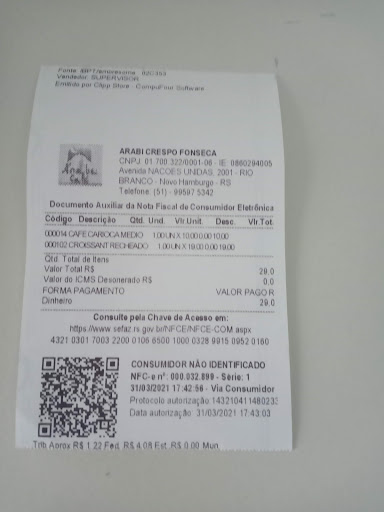 Fonte: IBPT/empresometro 92C353
Vendedor: SUPERVISOR
Emitido por Clipp Store - CompuFour Software
ARABI CRESPO FONSECA
CNPJ: 01.700.322/0001-06 - IE: 0860294005
Avenida NACOES UNIDAS, 2001 - RIO
BRANCO - Novo Hamburgo - RS
Telefone: (51) - 99597 5342
Documento Auxiliar da Nota Fiscal de Consumidor Eletrônica
Código Descrição Qtd. Und. Vlr.Unit. Desc. Vlr.Tot.
000014 CAFE CARIOCA MEDIO 1,00 UN X 10,00 0,00 10,00
000102 CROISSANT RECHEADO 1,00 UN X 19,00 0,00 19,00
Qtd. Total de Itens
Valor Total R$ 29,0
Valor do ICMS Desonerado R$ 0,0
FORMA PAGAMENTO VALOR PAGO R
Dinheiro 29,0
Consulte pela Chave de Acesso em:
https://www.sefaz.rs.gov.br/NFCE/NFCE-COM.aspx
4321 0301 7003 2200 0106 6500 1000 0328 9915 0952 0160
CONSUMIDOR NÃO IDENTIFICADO
NFC-e nº: 000.032.899 - Série: 1
31/03/2021 17:42:56 - Via Consumidor
Protocolo autorização: 143210411480233
Data autorização: 31/03/2021 17:43:03
Trib Aprox R$ 1,22 Fed, R$ 4,08 Est, R$ 0,00 Mun